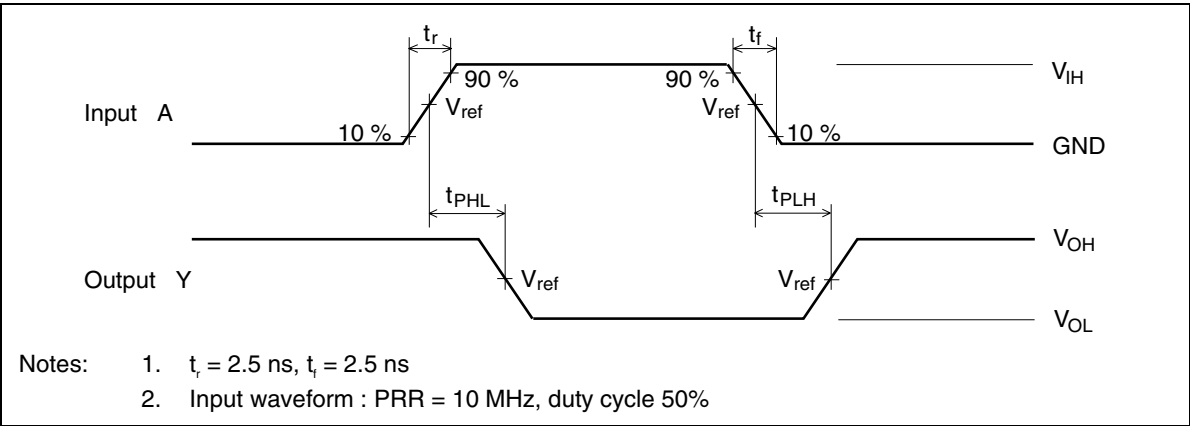 tr tf
90 % 90 % VIH
Input A Vref Vref
10 % 10 % GND
tPHL tPLH
VOH
Output Y Vref Vref
VOL
Notes: 1. tr = 2.5 ns, tf = 2.5 ns
2. Input waveform : PRR = 10 MHz, duty cycle 50%